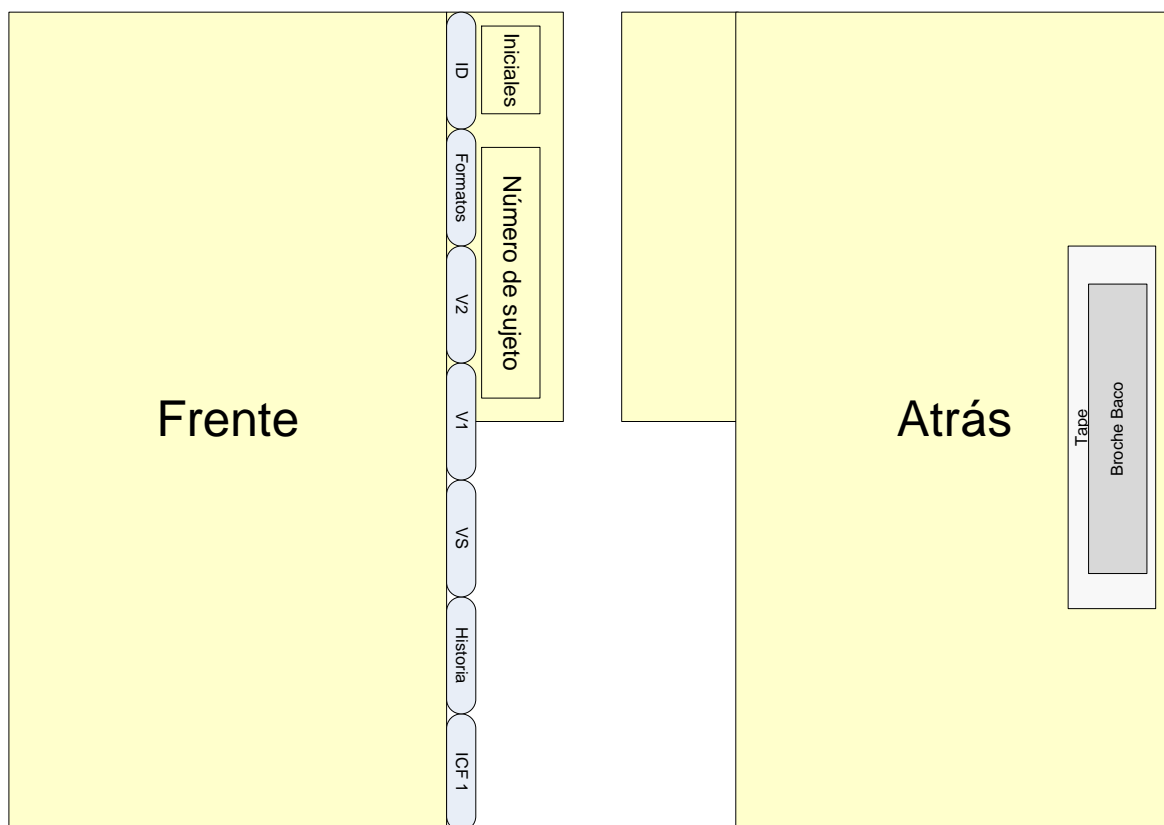 Frente
ID
Formatos
V2
V1
VS
Historia
ICF 1
Iniciales
Número de sujeto
Atrás
Tape
Broche Baco